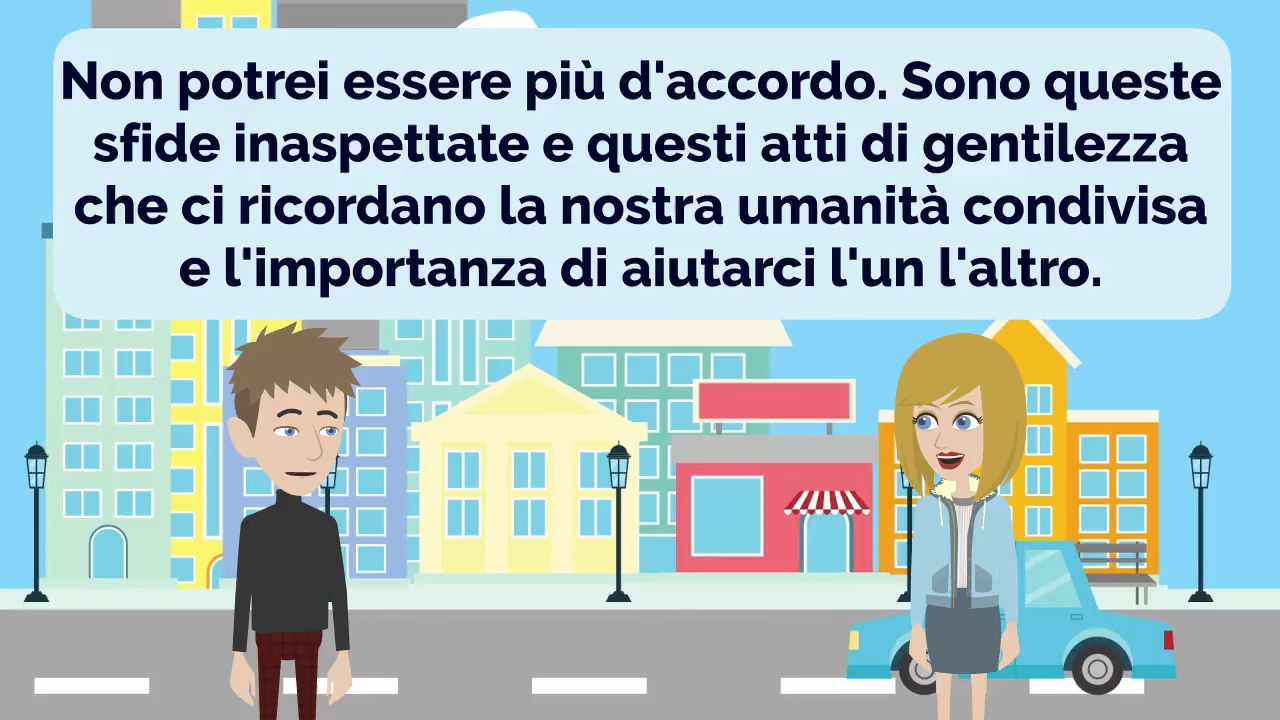 Non potrei essere più d'accordo. Sono queste
sfide inaspettate e questi atti di gentilezza
che ci ricordano la nostra umanità condivisa
e l'importanza di aiutarci l'un l'altro.